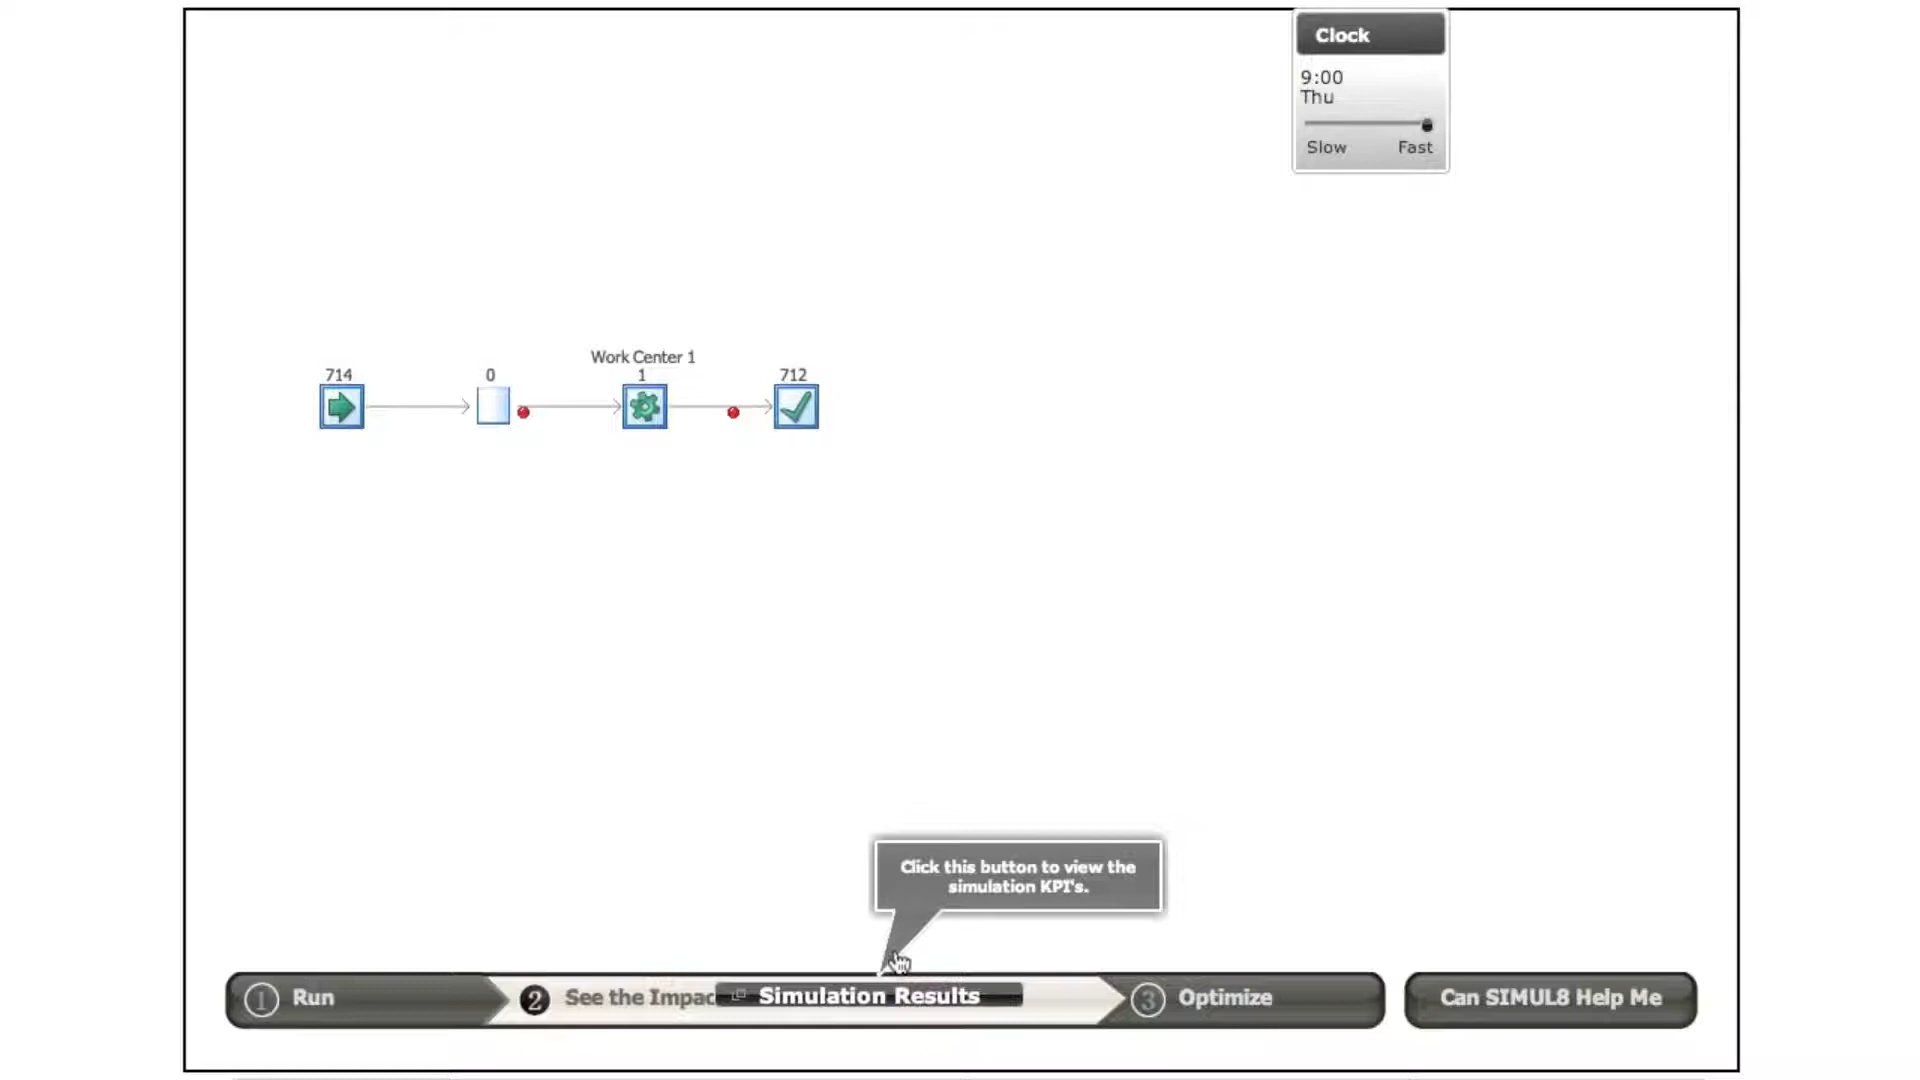 Clock
9:00
Thu
Slow Fast
Work Center 1
714 0 1 712
Click this button to view the
simulation KPI's.
1 Run 2 See the Impac Simulation Results 3 Optimize Can SIMUL8 Help Me